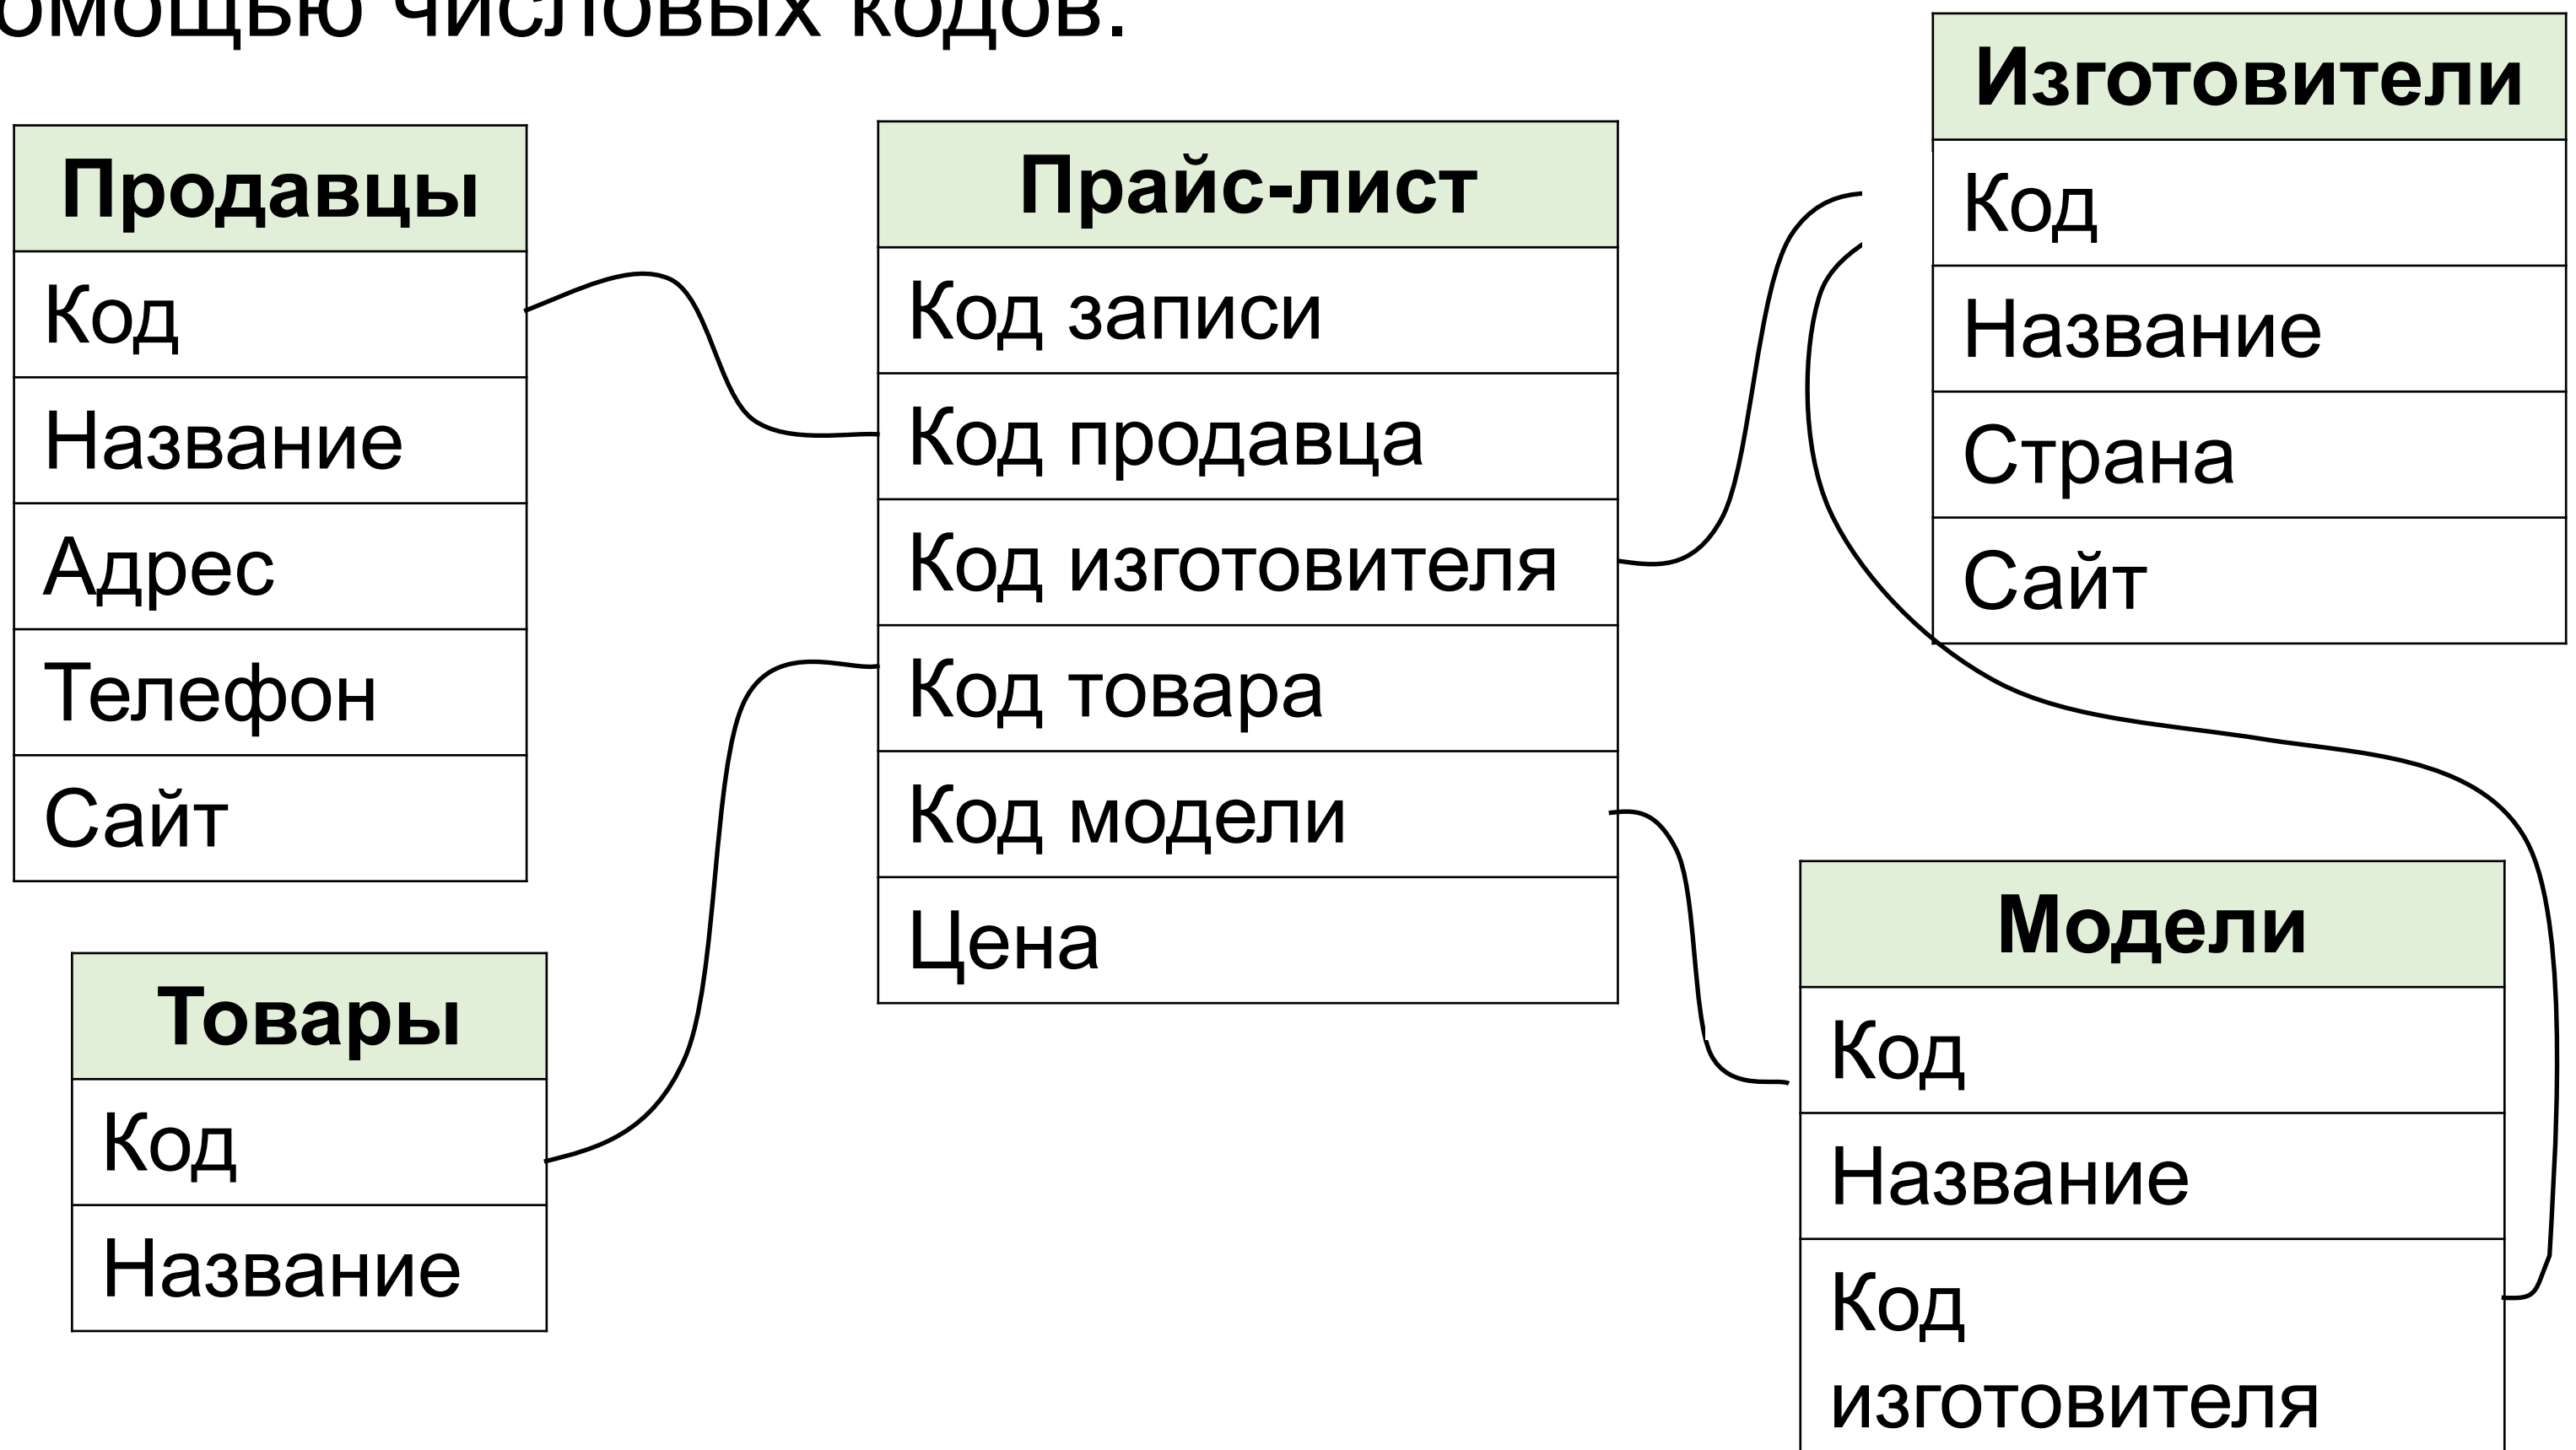 числовых кодов.
Продавцы
Код
Название
Адрес
Телефон
Сайт
Товары
Код
Название
Прайс-лист
Код записи
Код продавца
Код изготовителя
Код товара
Код модели
Цена
Изготовители
Код
Название
Страна
Сайт
Модели
Код
Название
Код
изготовителя